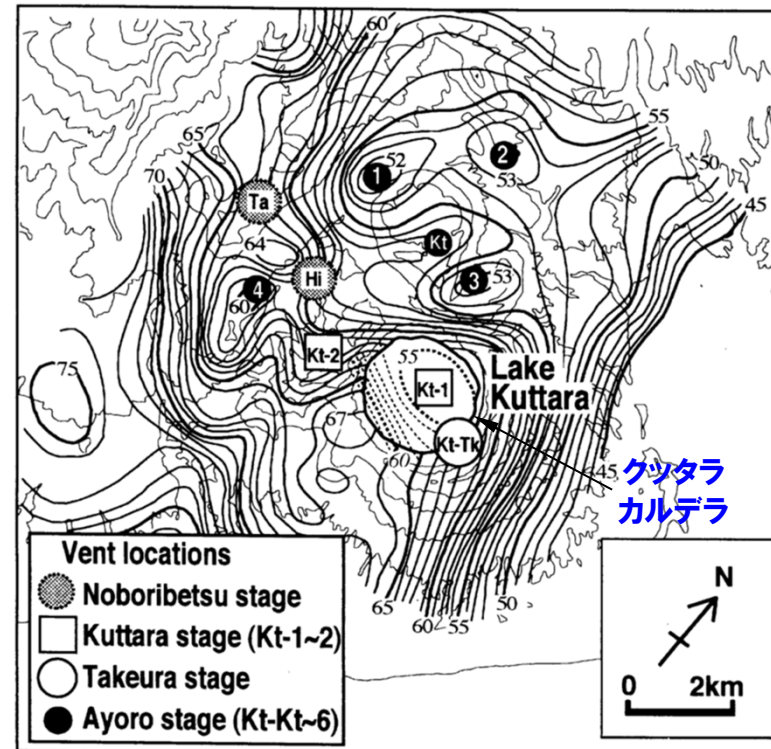 60
65
52
2
55
1
53
50
70
Ta
45
Kt
64
Hi
3
53
4
60
Kt-2
55
Lake
Kuttara
Kt-1
75
67
Kt-Tk
60
45
クッタラ
カルデラ
Vent locations
Noboribetsu stage
Kuttara stage (Kt-1~2)
Takeura stage
Ayoro stage (Kt-Kt~6)
65
60
55
50
N
0 2km